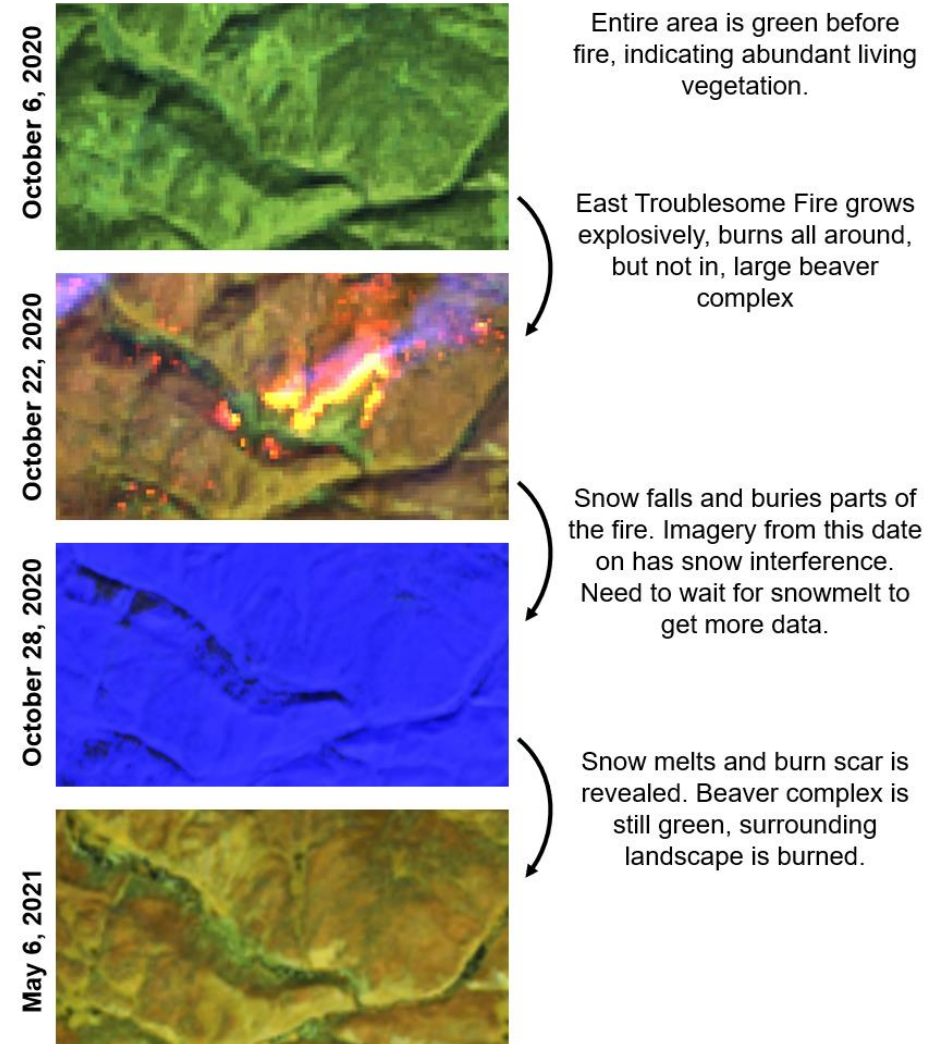 October 6, 2020
Entire area is green before
fire, indicating abundant living
vegetation.
East Troublesome Fire grows
explosively, burns all around,
but not in, large beaver
complex
October 22, 2020
Snow falls and buries parts of
the fire. Imagery from this date
on has snow interference.
Need to wait for snowmelt to
get more data.
October 28, 2020
Snow melts and burn scar is
revealed. Beaver complex is
still green, surrounding
landscape is burned.
May 6, 2021